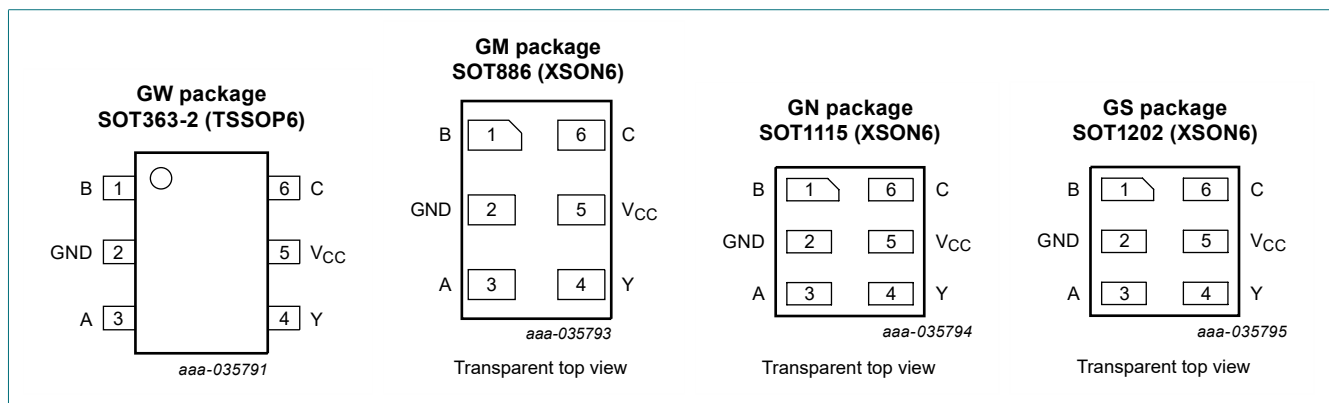 GW package
SOT363-2 (TSSOP6)
B 1 6 C
GND 2 5 VCC
A 3 4 Y
aaa-035791
GM package
SOT886 (XSON6)
B 1 6 C
GND 2 5 VCC
A 3 4 Y
aaa-035793
Transparent top view
GN package
SOT1115 (XSON6)
B 1 6 C
GND 2 5 VCC
A 3 4 Y
aaa-035794
Transparent top view
GS package
SOT1202 (XSON6)
B 1 6 C
GND 2 5 VCC
A 3 4 Y
aaa-035795
Transparent top view